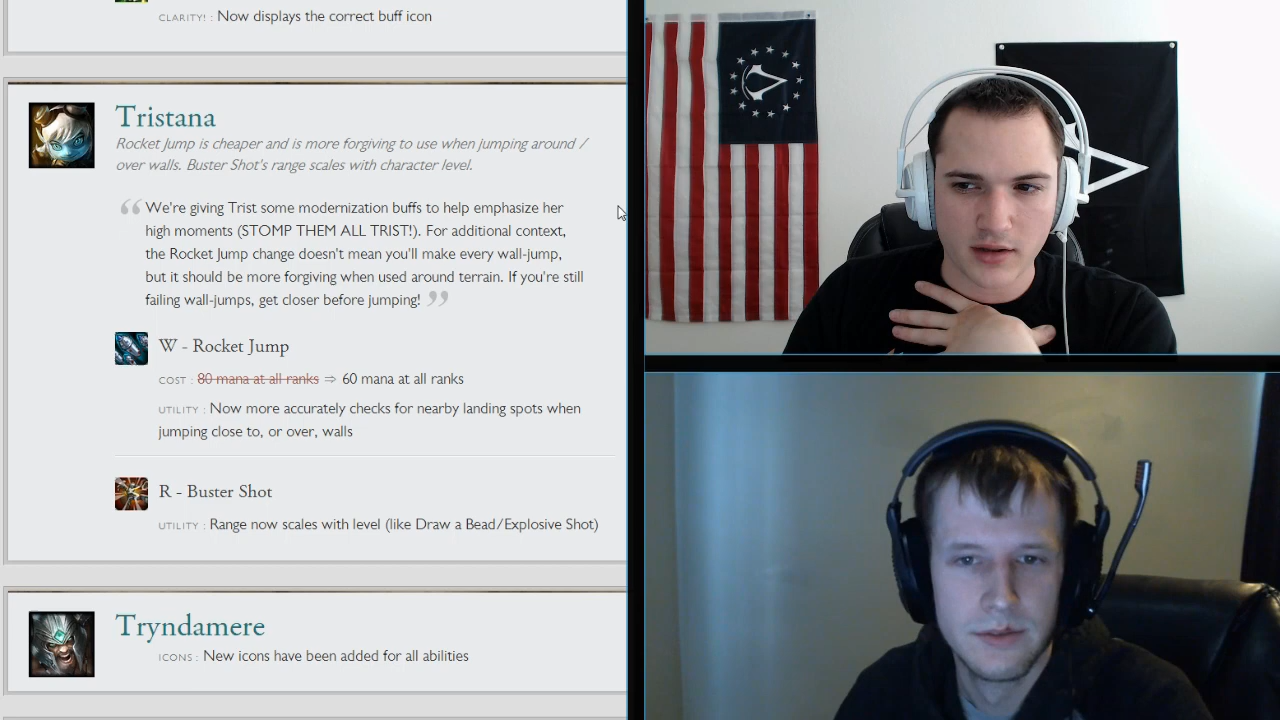 CLARITY! : Now displays the correct buff icon
Tristana
Rocket Jump is cheaper and is more forgiving to use when jumping around /
over walls. Buster Shot's range scales with character level.
“ We're giving Trist some modernization buffs to help emphasize her
high moments (STOMP THEM ALL TRIST!). For additional context,
the Rocket Jump change doesn't mean you'll make every wall-jump,
but it should be more forgiving when used around terrain. If you're still
failing wall-jumps, get closer before jumping! ”
W - Rocket Jump
COST : 80 mana at all ranks ⇒ 60 mana at all ranks
UTILITY : Now more accurately checks for nearby landing spots when
jumping close to, or over, walls
R - Buster Shot
UTILITY : Range now scales with level (like Draw a Bead/Explosive Shot)
Tryndamere
ICONS : New icons have been added for all abilities